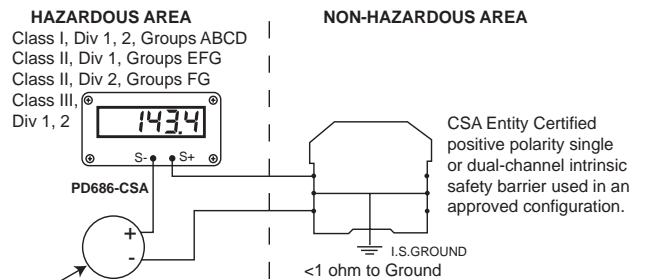 HAZARDOUS AREA
Class I, Div 1, 2, Groups ABCD
Class II, Div 1, Groups EFG
Class II, Div 2, Groups FG
Class III,
Div 1, 2
143.4
S- S+
PD686-CSA
+
-
NON-HAZARDOUS AREA
CSA Entity Certified
positive polarity single
or dual-channel intrinsic
safety barrier used in an
approved configuration.
I.S.GROUND
<1 ohm to Ground